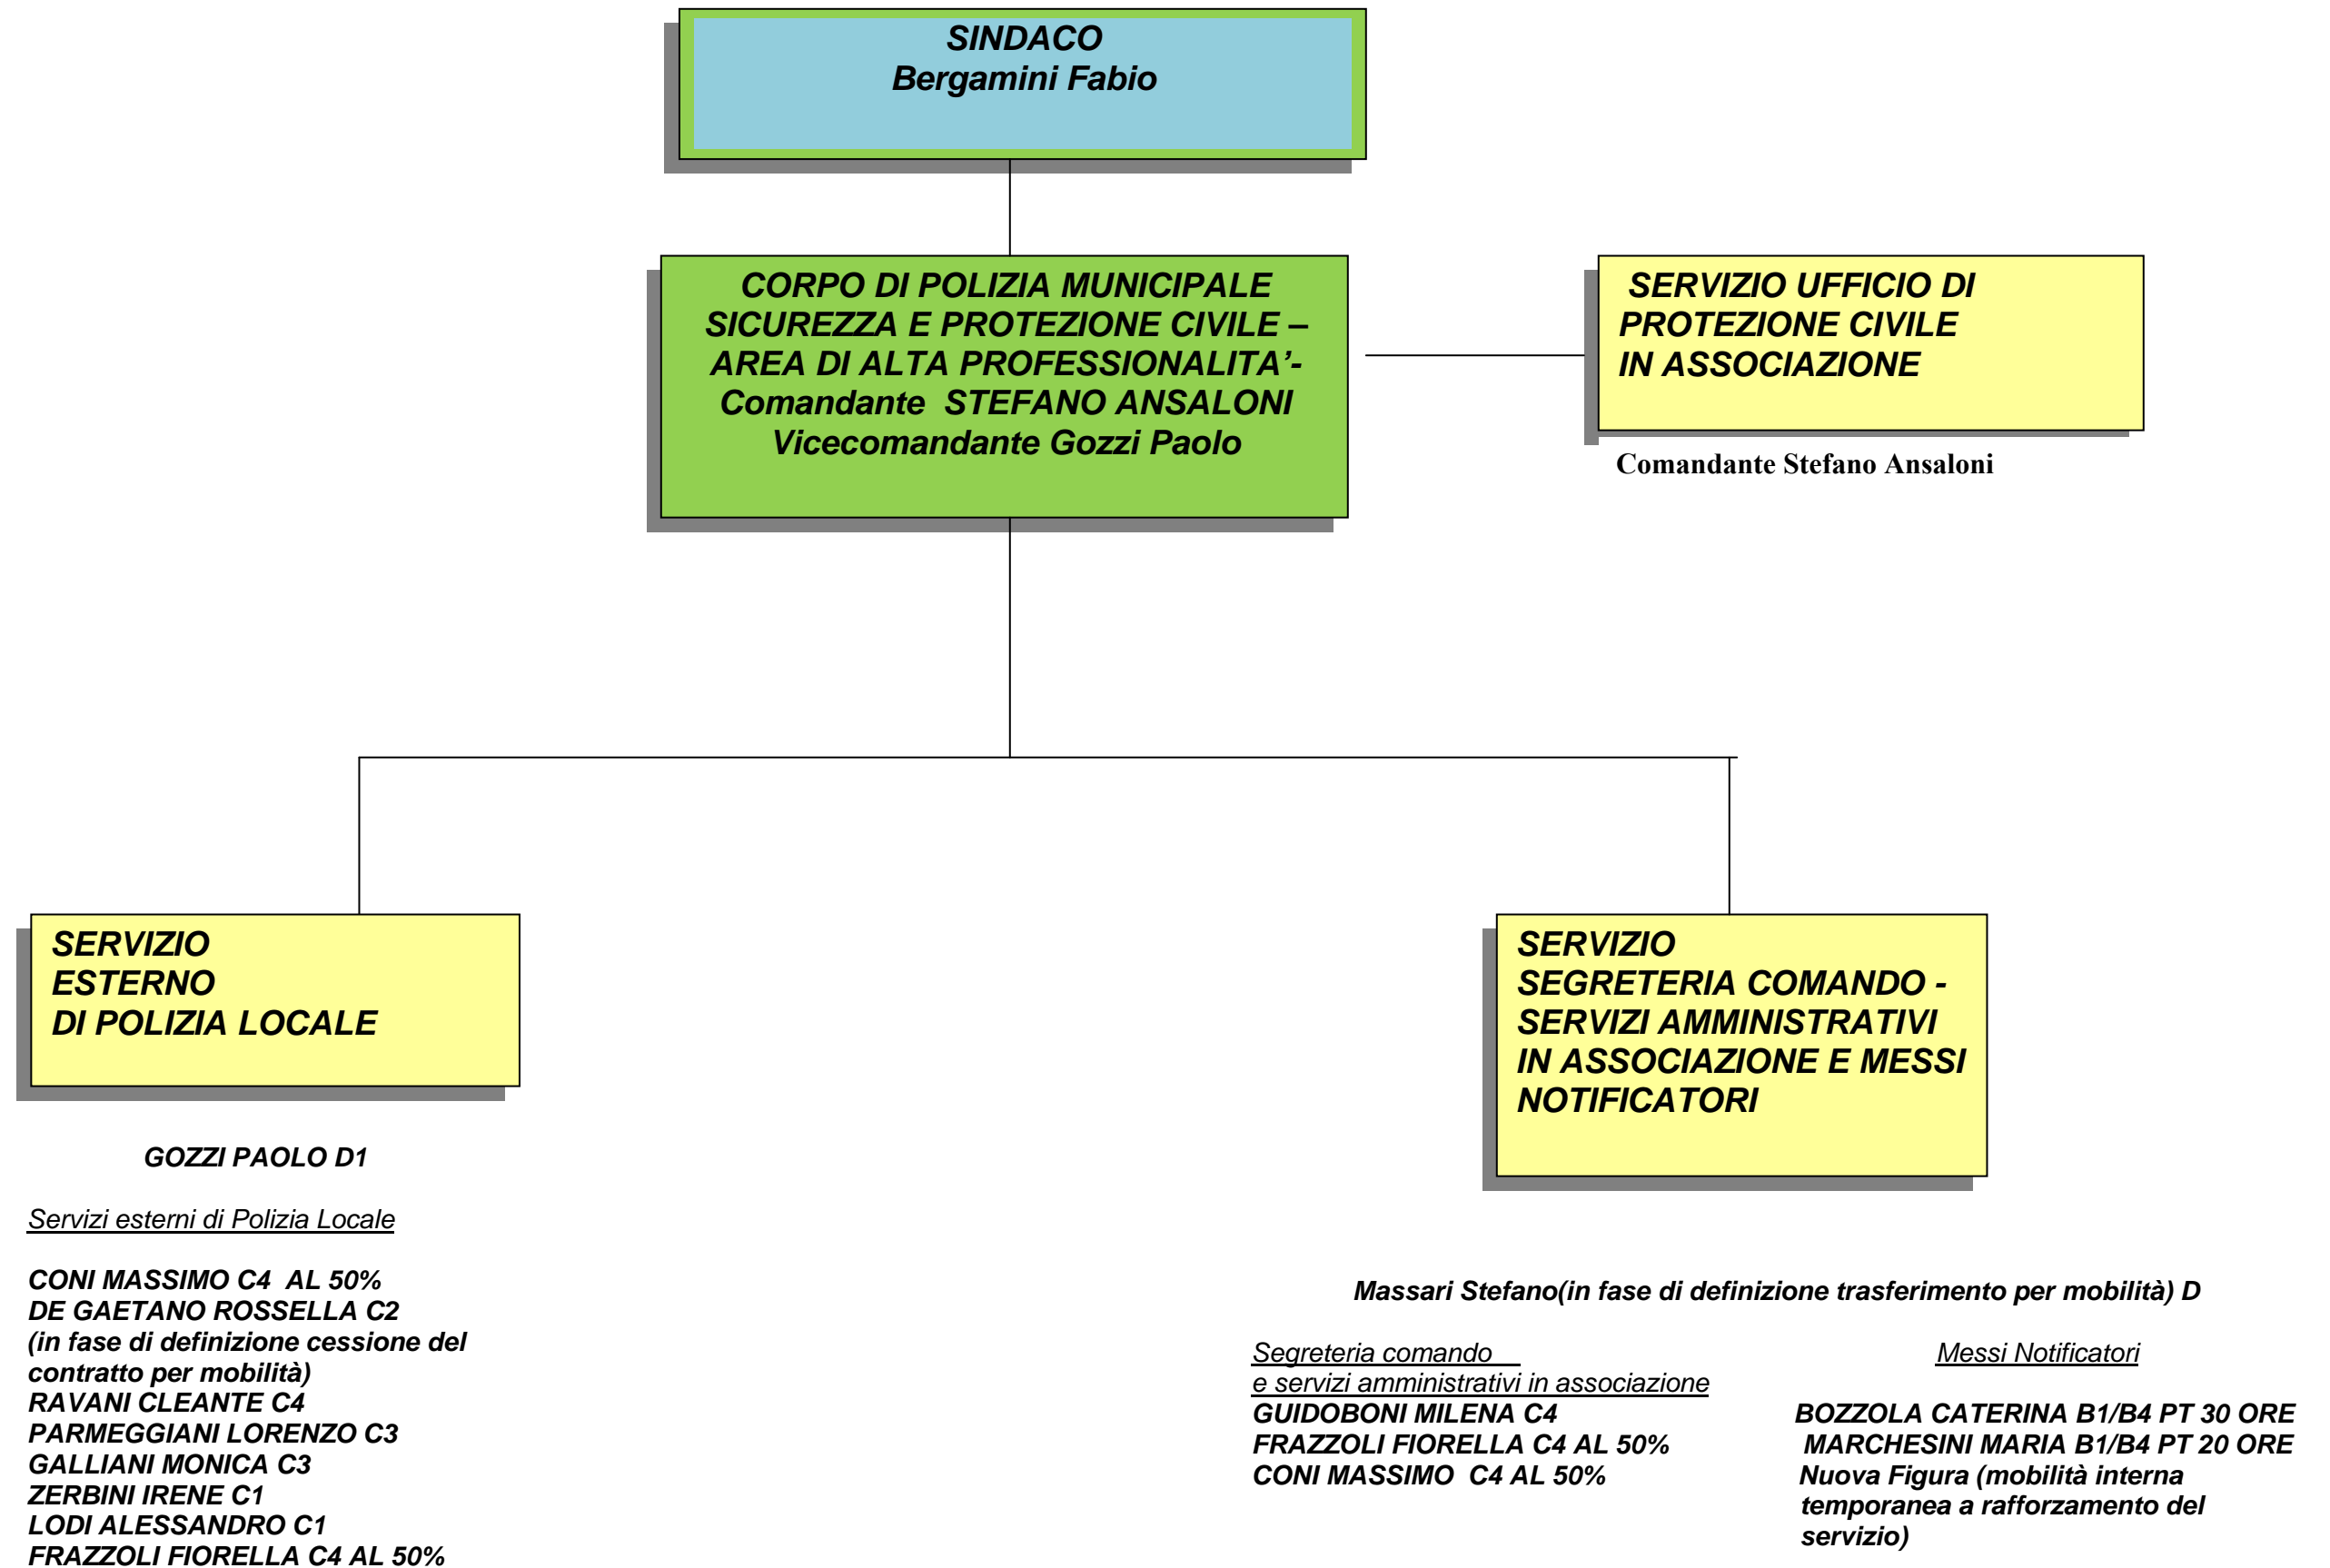 SINDACO
Bergamini Fabio
CORPO DI POLIZIA MUNICIPALE
SICUREZZA E PROTEZIONE CIVILE –
AREA DI ALTA PROFESSIONALITA’-
Comandante STEFANO ANSALONI
Vicecomandante Gozzi Paolo
SERVIZIO UFFICIO DI
PROTEZIONE CIVILE
IN ASSOCIAZIONE
Comandante Stefano Ansaloni
SERVIZIO
ESTERNO
DI POLIZIA LOCALE
GOZZI PAOLO D1
Servizi esterni di Polizia Locale
CONI MASSIMO C4 AL 50%
DE GAETANO ROSSELLA C2
(in fase di definizione cessione del
contratto per mobilità)
RAVANI CLEANTE C4
PARMEGGIANI LORENZO C3
GALLIANI MONICA C3
ZERBINI IRENE C1
LODI ALESSANDRO C1
FRAZZOLI FIORELLA C4 AL 50%
SERVIZIO
SEGRETERIA COMANDO -
SERVIZI AMMINISTRATIVI
IN ASSOCIAZIONE E MESSI
NOTIFICATORI
Massari Stefano(in fase di definizione trasferimento per mobilità) D
Segreteria comando
e servizi amministrativi in associazione
GUIDOBONI MILENA C4
FRAZZOLI FIORELLA C4 AL 50%
CONI MASSIMO C4 AL 50%
Messi Notificatori
BOZZOLA CATERINA B1/B4 PT 30 ORE
MARCHESINI MARIA B1/B4 PT 20 ORE
Nuova Figura (mobilità interna
temporanea a rafforzamento del
servizio)